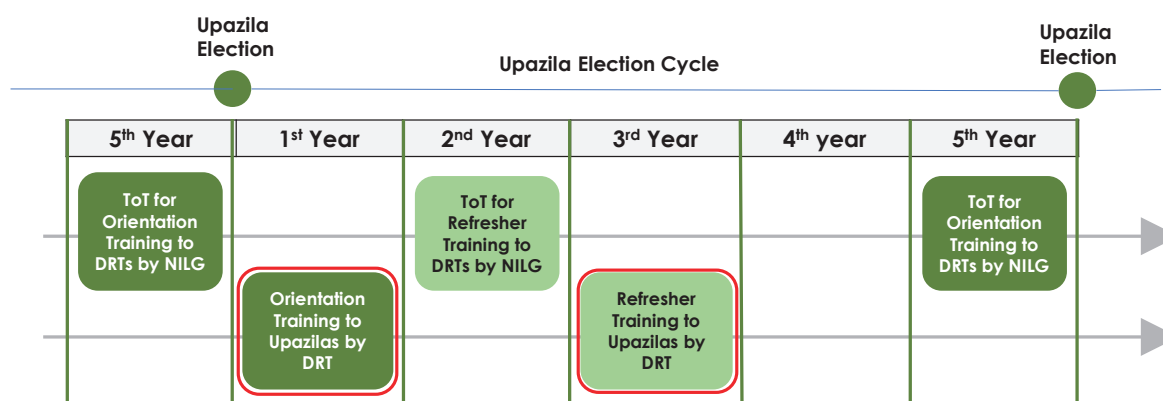 Upazila
Election
Upazila
Election
Upazila Election Cycle
5th Year
1st Year
2nd Year
3rd Year
4th year
5th Year
ToT for
Orientation
Training to
DRTs by NILG
ToT for
Refresher
Training to
DRTs by NILG
ToT for
Orientation
Training to
DRTs by NILG
Orientation
Training to
Upazilas by
DRT
Refresher
Training to
Upazilas by
DRT